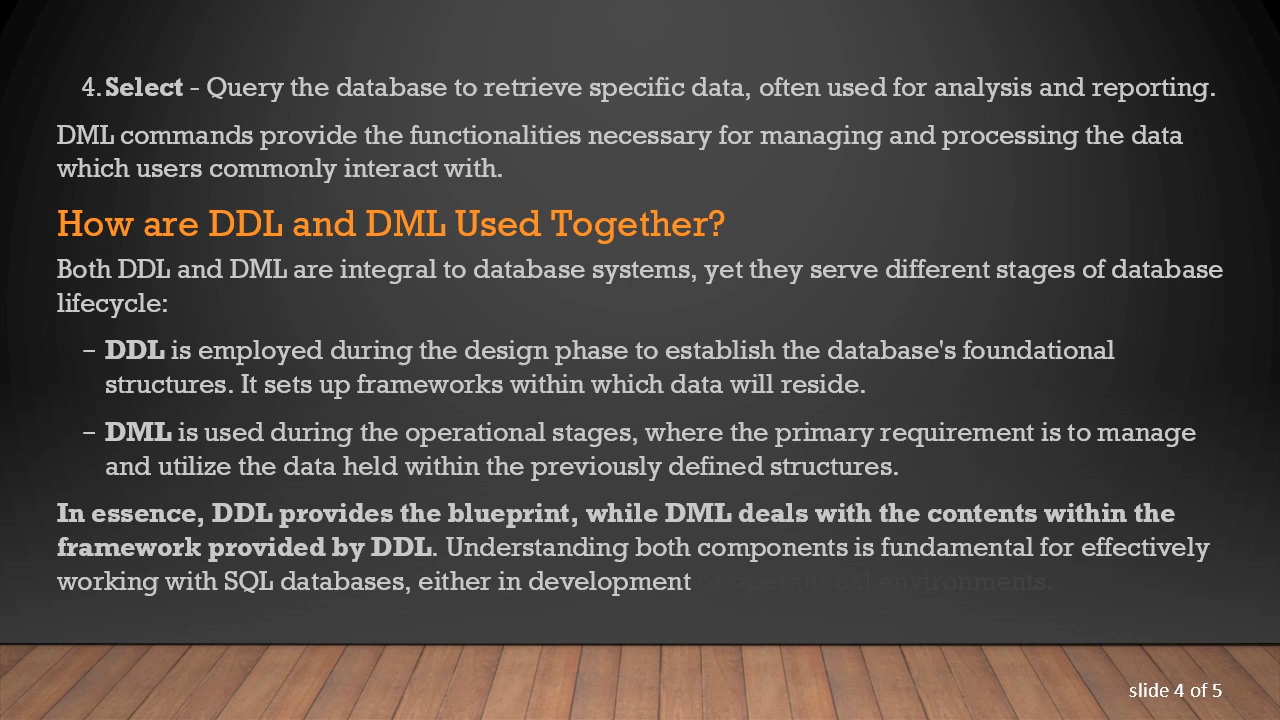 4. Select - Query the database to retrieve specific data, often used for analysis and reporting.
DML commands provide the functionalities necessary for managing and processing the data
which users commonly interact with.
How are DDL and DML Used Together?
Both DDL and DML are integral to database systems, yet they serve different stages of database
lifecycle:
– DDL is employed during the design phase to establish the database's foundational
structures. It sets up frameworks within which data will reside.
– DML is used during the operational stages, where the primary requirement is to manage
and utilize the data held within the previously defined structures.
In essence, DDL provides the blueprint, while DML deals with the contents within the
framework provided by DDL. Understanding both components is fundamental for effectively
working with SQL databases, either in development or operational environments.
slide 4 of 5